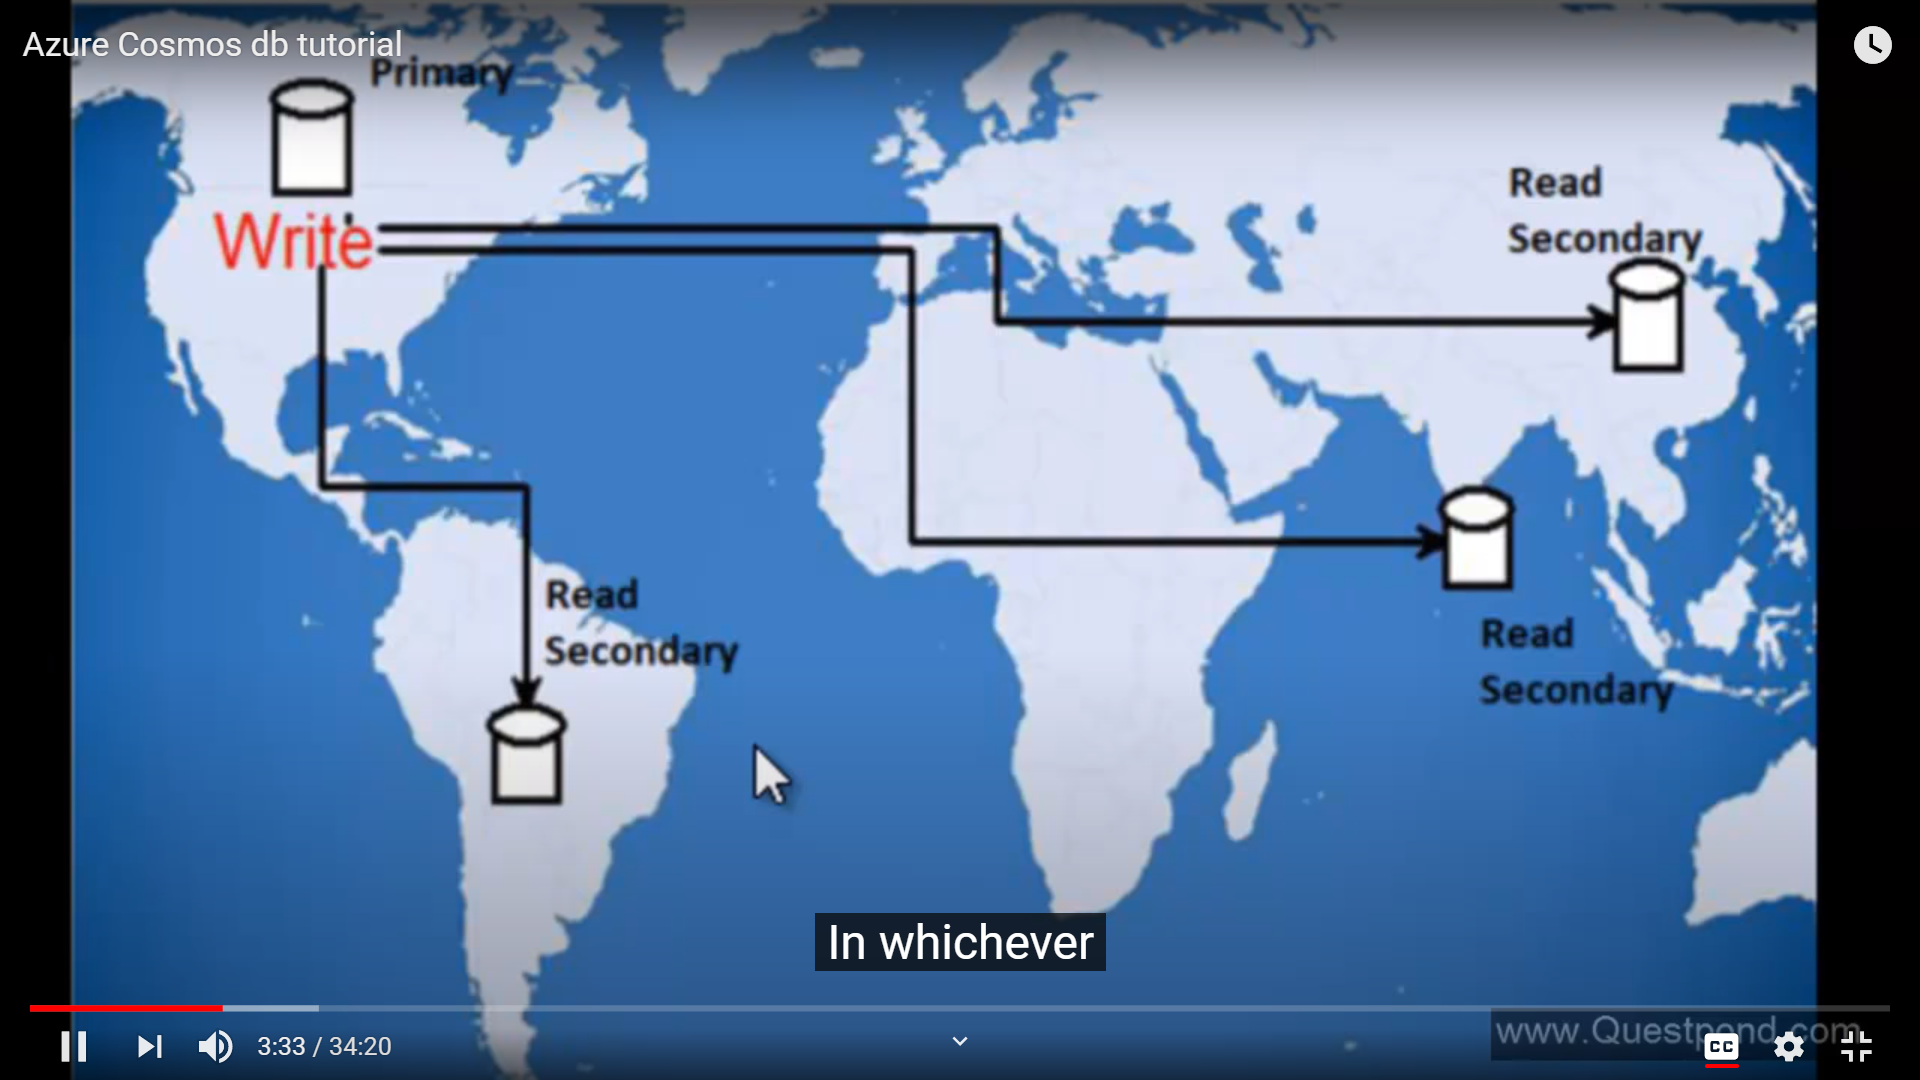 Azure Cosmos db tutorial
Primary
Write
Read
Secondary
Read
Secondary
Read
Secondary
In whichever
www.Questpond.com
3:33 / 34:20
CC